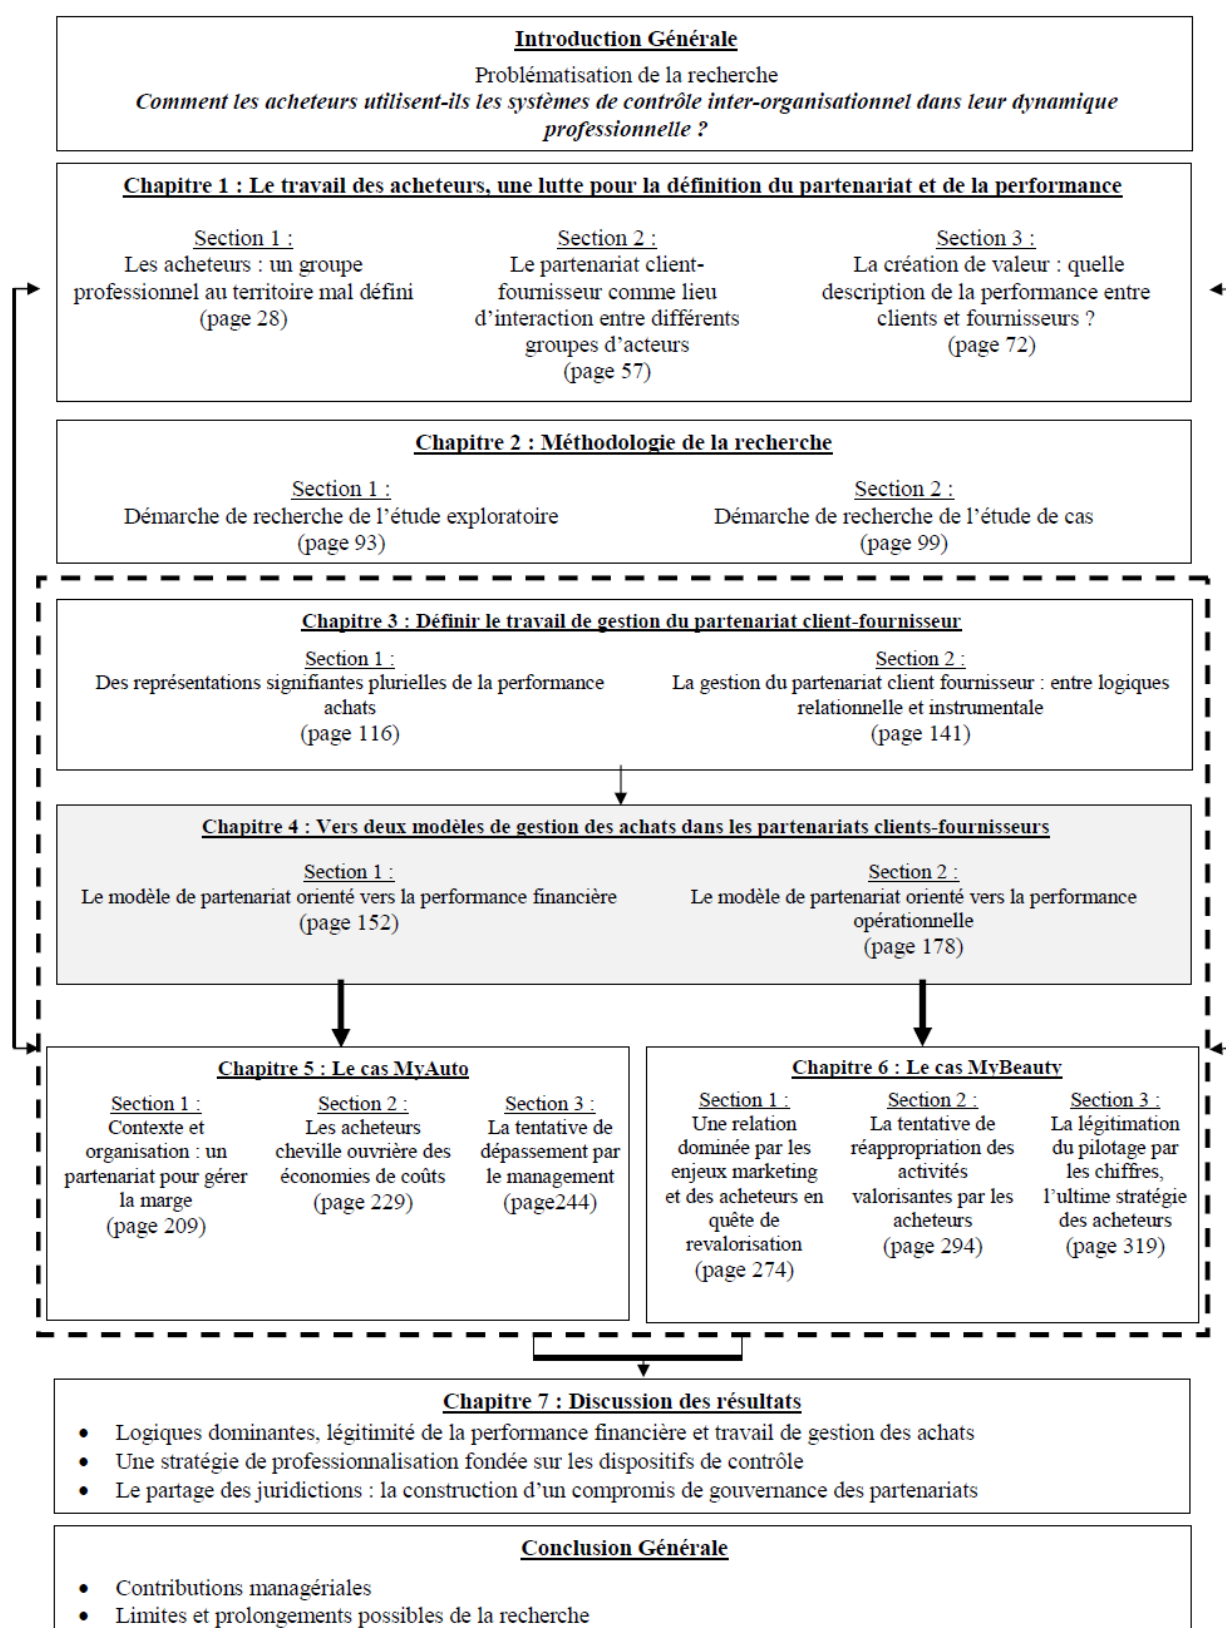 Introduction Générale
Problématisation de la recherche
Comment les acheteurs utilisent-ils les systèmes de contrôle inter-organisationnel dans leur dynamique
professionnelle ?
Chapitre 1 : Le travail des acheteurs, une lutte pour la définition du partenariat et de la performance
Section 1 :
Les acheteurs : un groupe
professionnel au territoire mal défini
(page 28)
Section 2 :
Le partenariat client-
fournisseur comme lieu
d’interaction entre différents
groupes d’acteurs
(page 57)
Section 3 :
La création de valeur : quelle
description de la performance entre
clients et fournisseurs ?
(page 72)
Chapitre 2 : Méthodologie de la recherche
Section 1 :
Démarche de recherche de l’étude exploratoire
(page 93)
Section 2 :
Démarche de recherche de l’étude de cas
(page 99)
Chapitre 3 : Définir le travail de gestion du partenariat client-fournisseur
Section 1 :
Des représentations signifiantes plurielles de la performance
achats
(page 116)
Section 2 :
La gestion du partenariat client fournisseur : entre logiques
relationnelle et instrumentale
(page 141)
Chapitre 4 : Vers deux modèles de gestion des achats dans les partenariats clients-fournisseurs
Section 1 :
Le modèle de partenariat orienté vers la performance financière
(page 152)
Section 2 :
Le modèle de partenariat orienté vers la performance
opérationnelle
(page 178)
Chapitre 5 : Le cas MyAuto
Section 1 :
Contexte et
organisation : un
partenariat pour gérer
la marge
(page 209)
Section 2 :
Les acheteurs
cheville ouvrière des
économies de coûts
(page 229)
Section 3 :
La tentative de
dépassement par
le management
(page244)
Chapitre 6 : Le cas MyBeauty
Section 1 :
Une relation
dominée par les
enjeux marketing
et des acheteurs en
quête de
revalorisation
(page 274)
Section 2 :
La tentative de
réappropriation des
activités
valorisantes par les
acheteurs
(page 294)
Section 3 :
La légitimation
du pilotage par
les chiffres,
l’ultime stratégie
des acheteurs
(page 319)
Chapitre 7 : Discussion des résultats
• Logiques dominantes, légitimité de la performance financière et travail de gestion des achats
• Une stratégie de professionnalisation fondée sur les dispositifs de contrôle
• Le partage des juridictions : la construction d’un compromis de gouvernance des partenariats
Conclusion Générale
• Contributions managériales
• Limites et prolongements possibles de la recherche